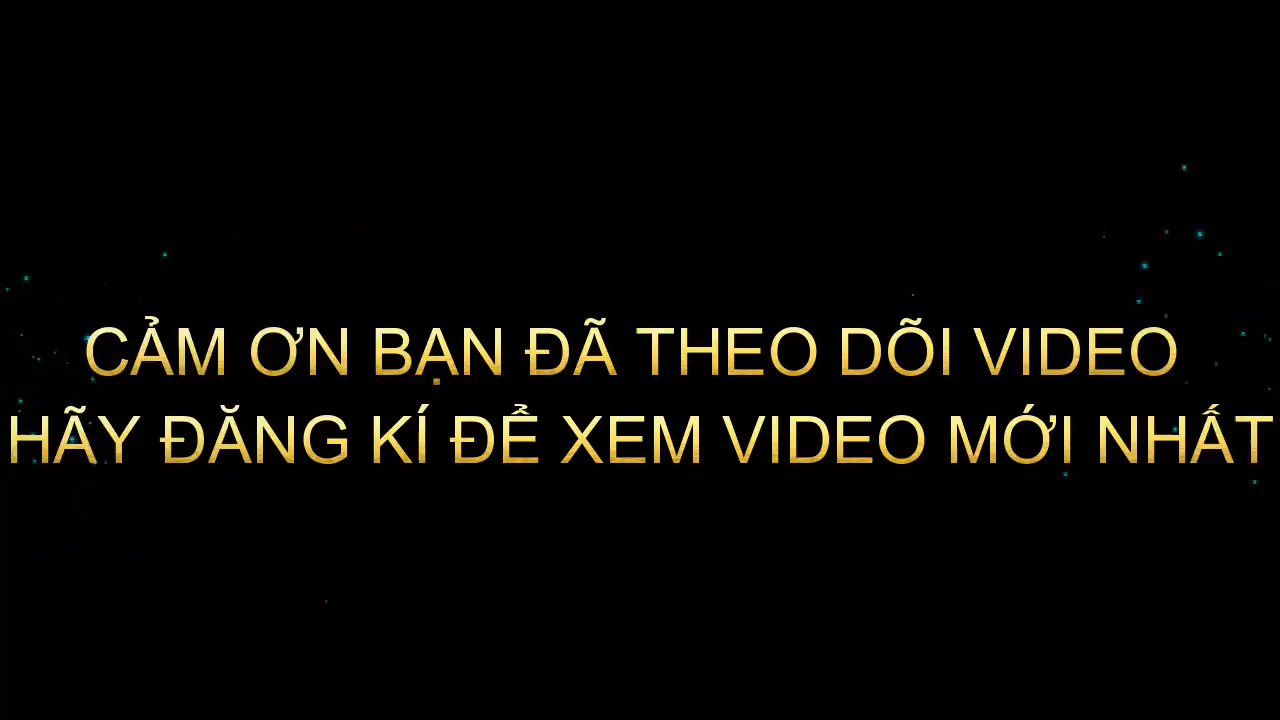 CẢM ƠN BẠN ĐÃ THEO DÕI VIDEO
HÃY ĐĂNG KÍ ĐỂ XEM VIDEO MỚI NHẤT